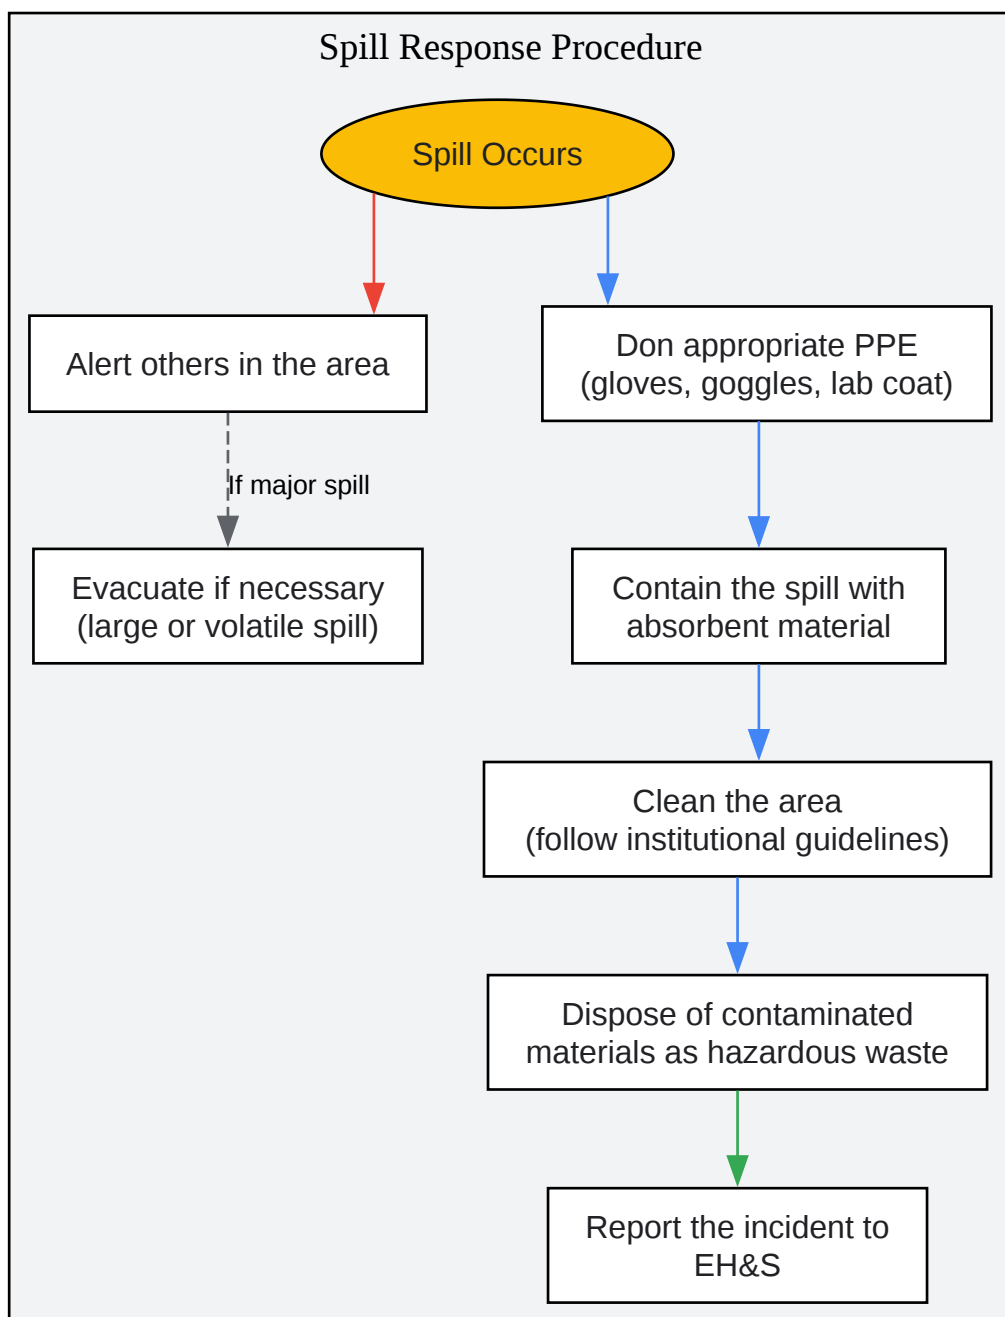 Spill Response Procedure
Spill Occurs
Alert others in the area
Don appropriate PPE
(gloves, goggles, lab coat)
If major spill
Evacuate if necessary
(large or volatile spill)
Contain the spill with
absorbent material
Clean the area
(follow institutional guidelines)
Dispose of contaminated
materials as hazardous waste
Report the incident to
EH&S